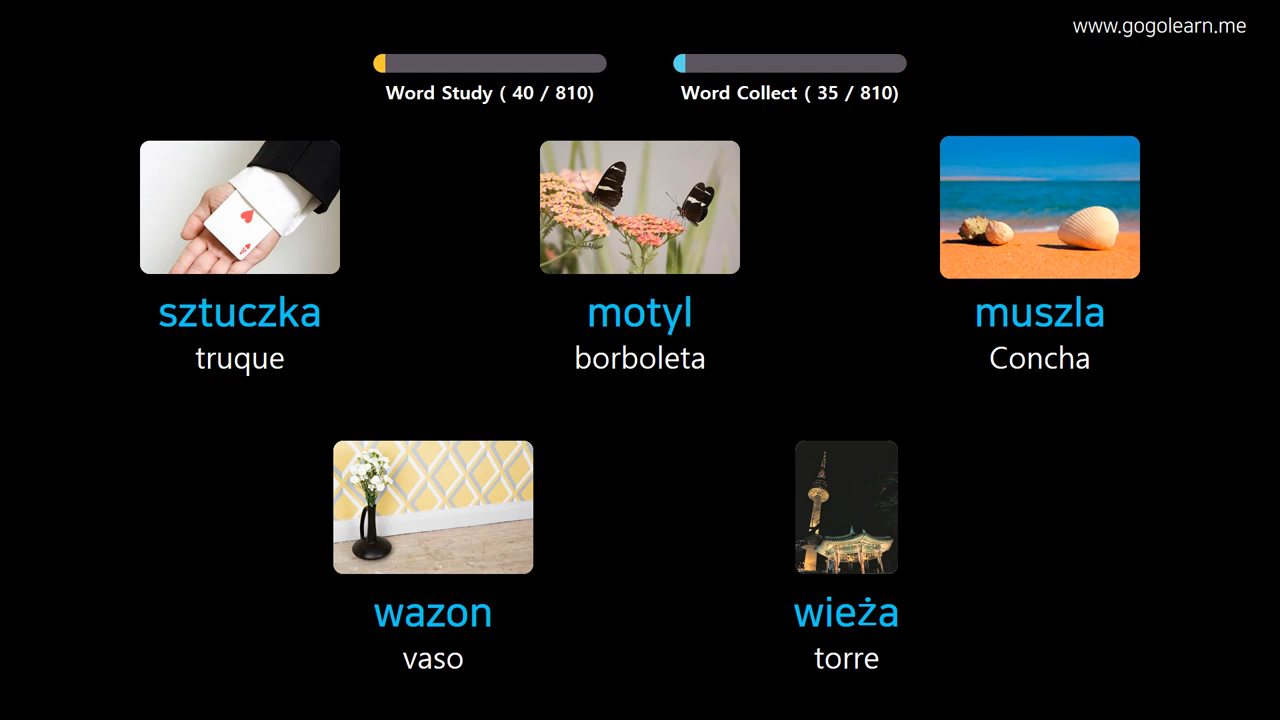 www.gogolearn.me
Word Study ( 40 / 810)
Word Collect ( 35 / 810)
sztuczka
truque
motyl
borboleta
muszla
Concha
wazon
vaso
wieża
torre